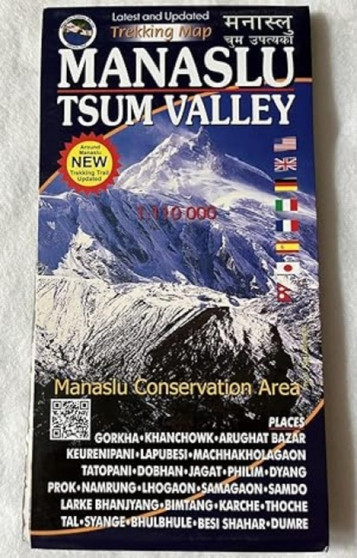 Latest and Updated
Trekking Map
मनास्लु
चुम उपत्यका
MANASLU
TSUM VALLEY
Around
Manaslu
NEW
Trekking Trail
Updated
1:110 000
Manaslu Conservation Area
PLACES
GORKHA•KHANCHOWK•ARUGHAT BAZAR
KEURENIPANI•LAPUBESI•MACHHAKHOLAGAON
TATOPANI•DOBHAN•JAGAT•PHILIM•DYANG
PROK•NAMRUNG•LHOGAON•SAMAGAON•SAMDO
LARKE BHANJYANG•BIMTANG•KARCHE•THOCHE
TAL•SYANGE•BHULBHULE•BESI SHAHAR•DUMRE